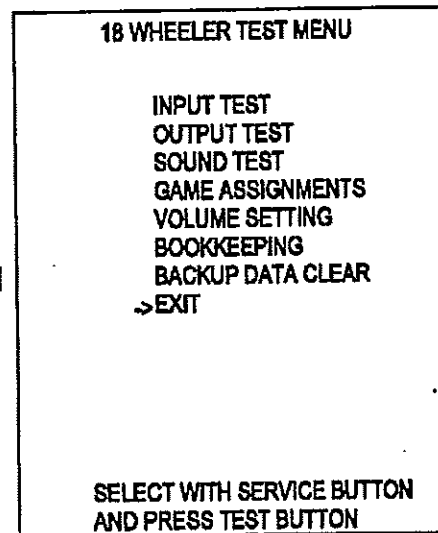 18 WHEELER TEST MENU
INPUT TEST
OUTPUT TEST
SOUND TEST
GAME ASSIGNMENTS
VOLUME SETTING
BOOKKEEPING
BACKUP DATA CLEAR
->EXIT
SELECT WITH SERVICE BUTTON
AND PRESS TEST BUTTON